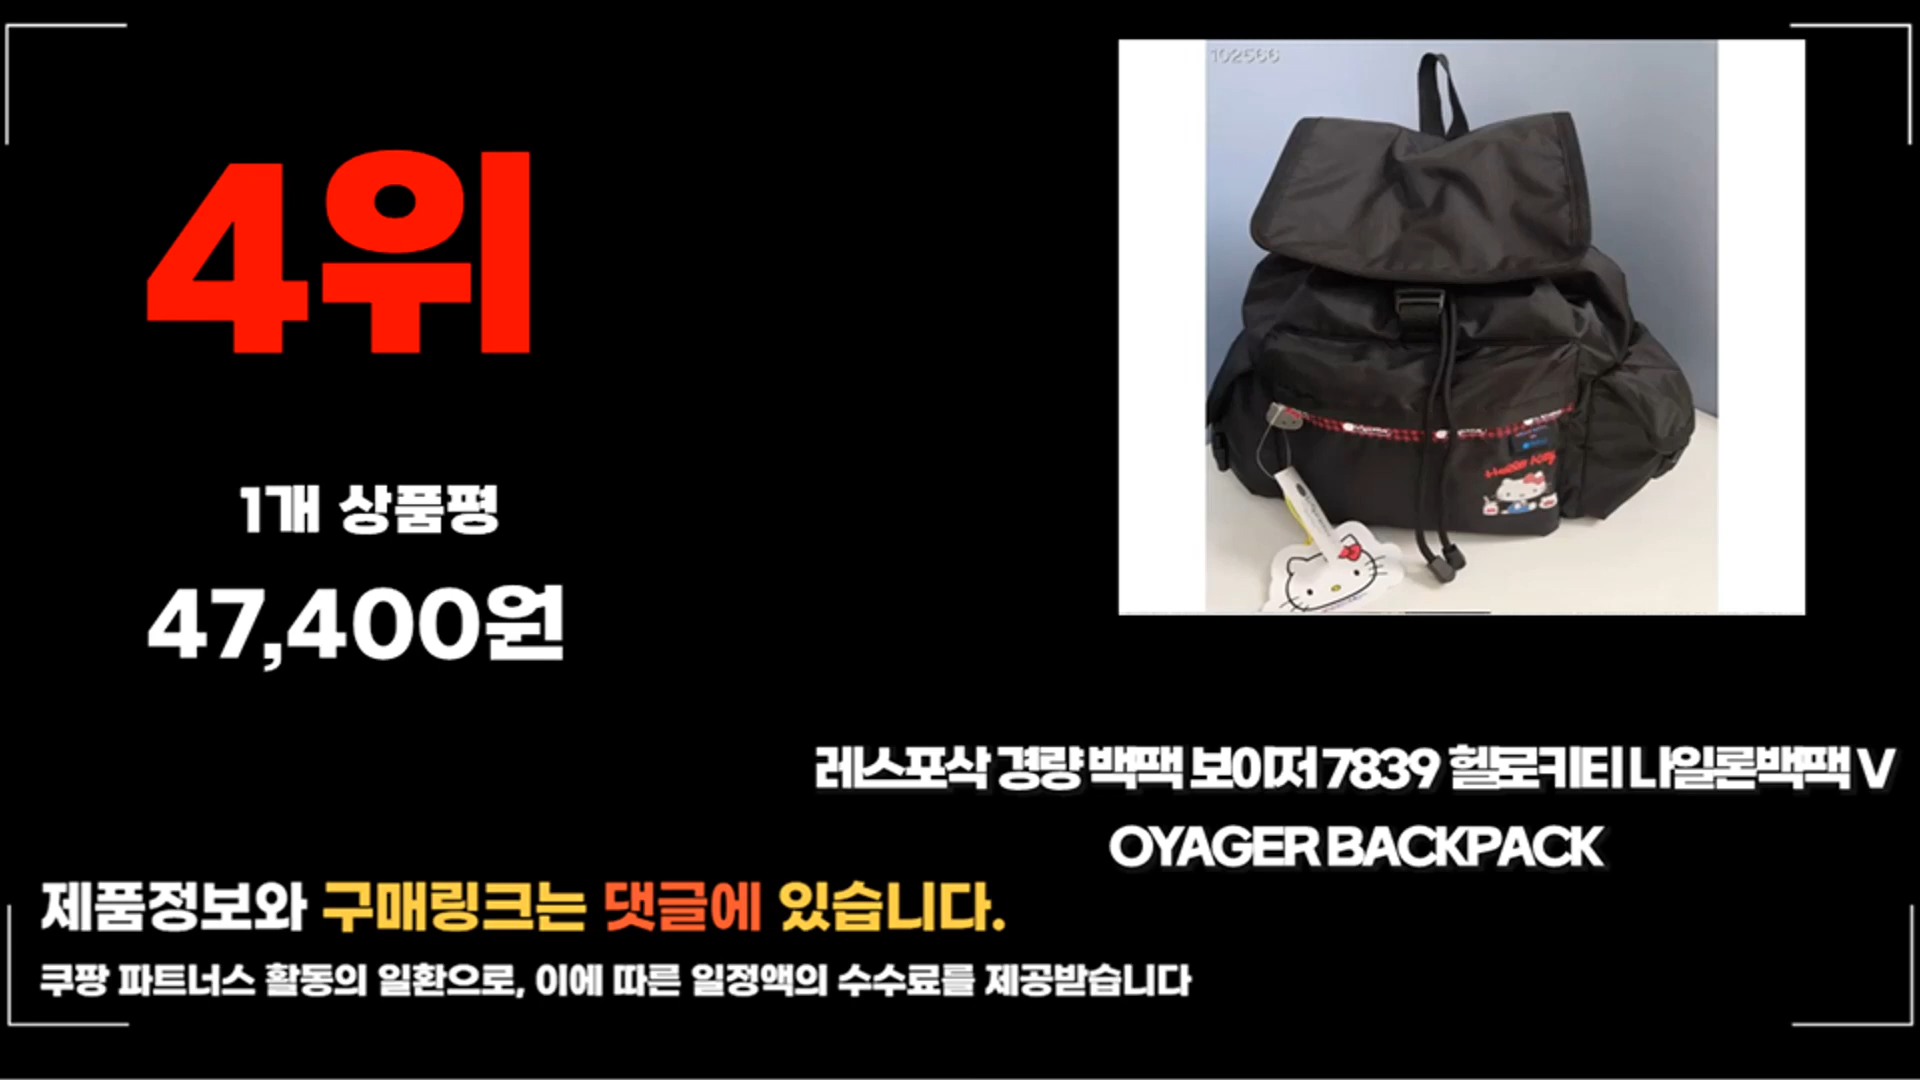 102566
4위
1개 상품평
47,400원
Hello Kitty
레스포삭 경량 백팩 보이저 7839 헬로키티 나일론백팩 V
OYAGER BACKPACK
제품정보와 구매링크는 댓글에 있습니다.
쿠팡 파트너스 활동의 일환으로, 이에 따른 일정액의 수수료를 제공받습니다